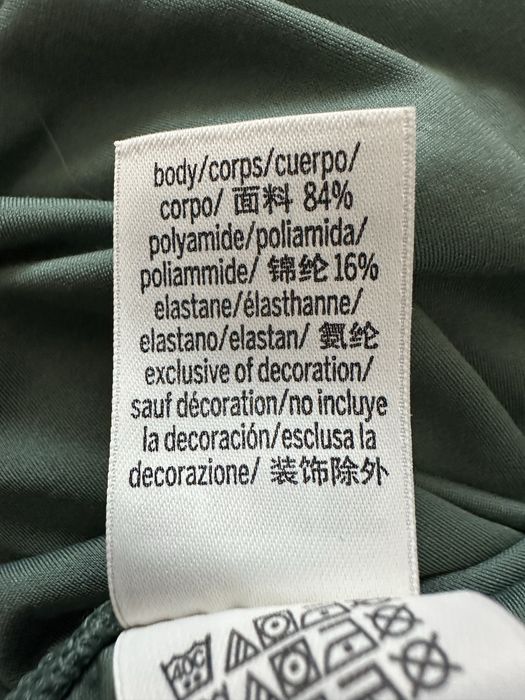 body/corps/cuerpo/
corpo/ 面料 84%
polyamide/poliamida/
poliammide/ 锦纶 16%
elastane/élasthanne/
elastano/elastan/ 氨纶
exclusive of decoration/
sauf décoration/no incluye
la decoración/esclusa la
decorazione/ 装饰除外
40C